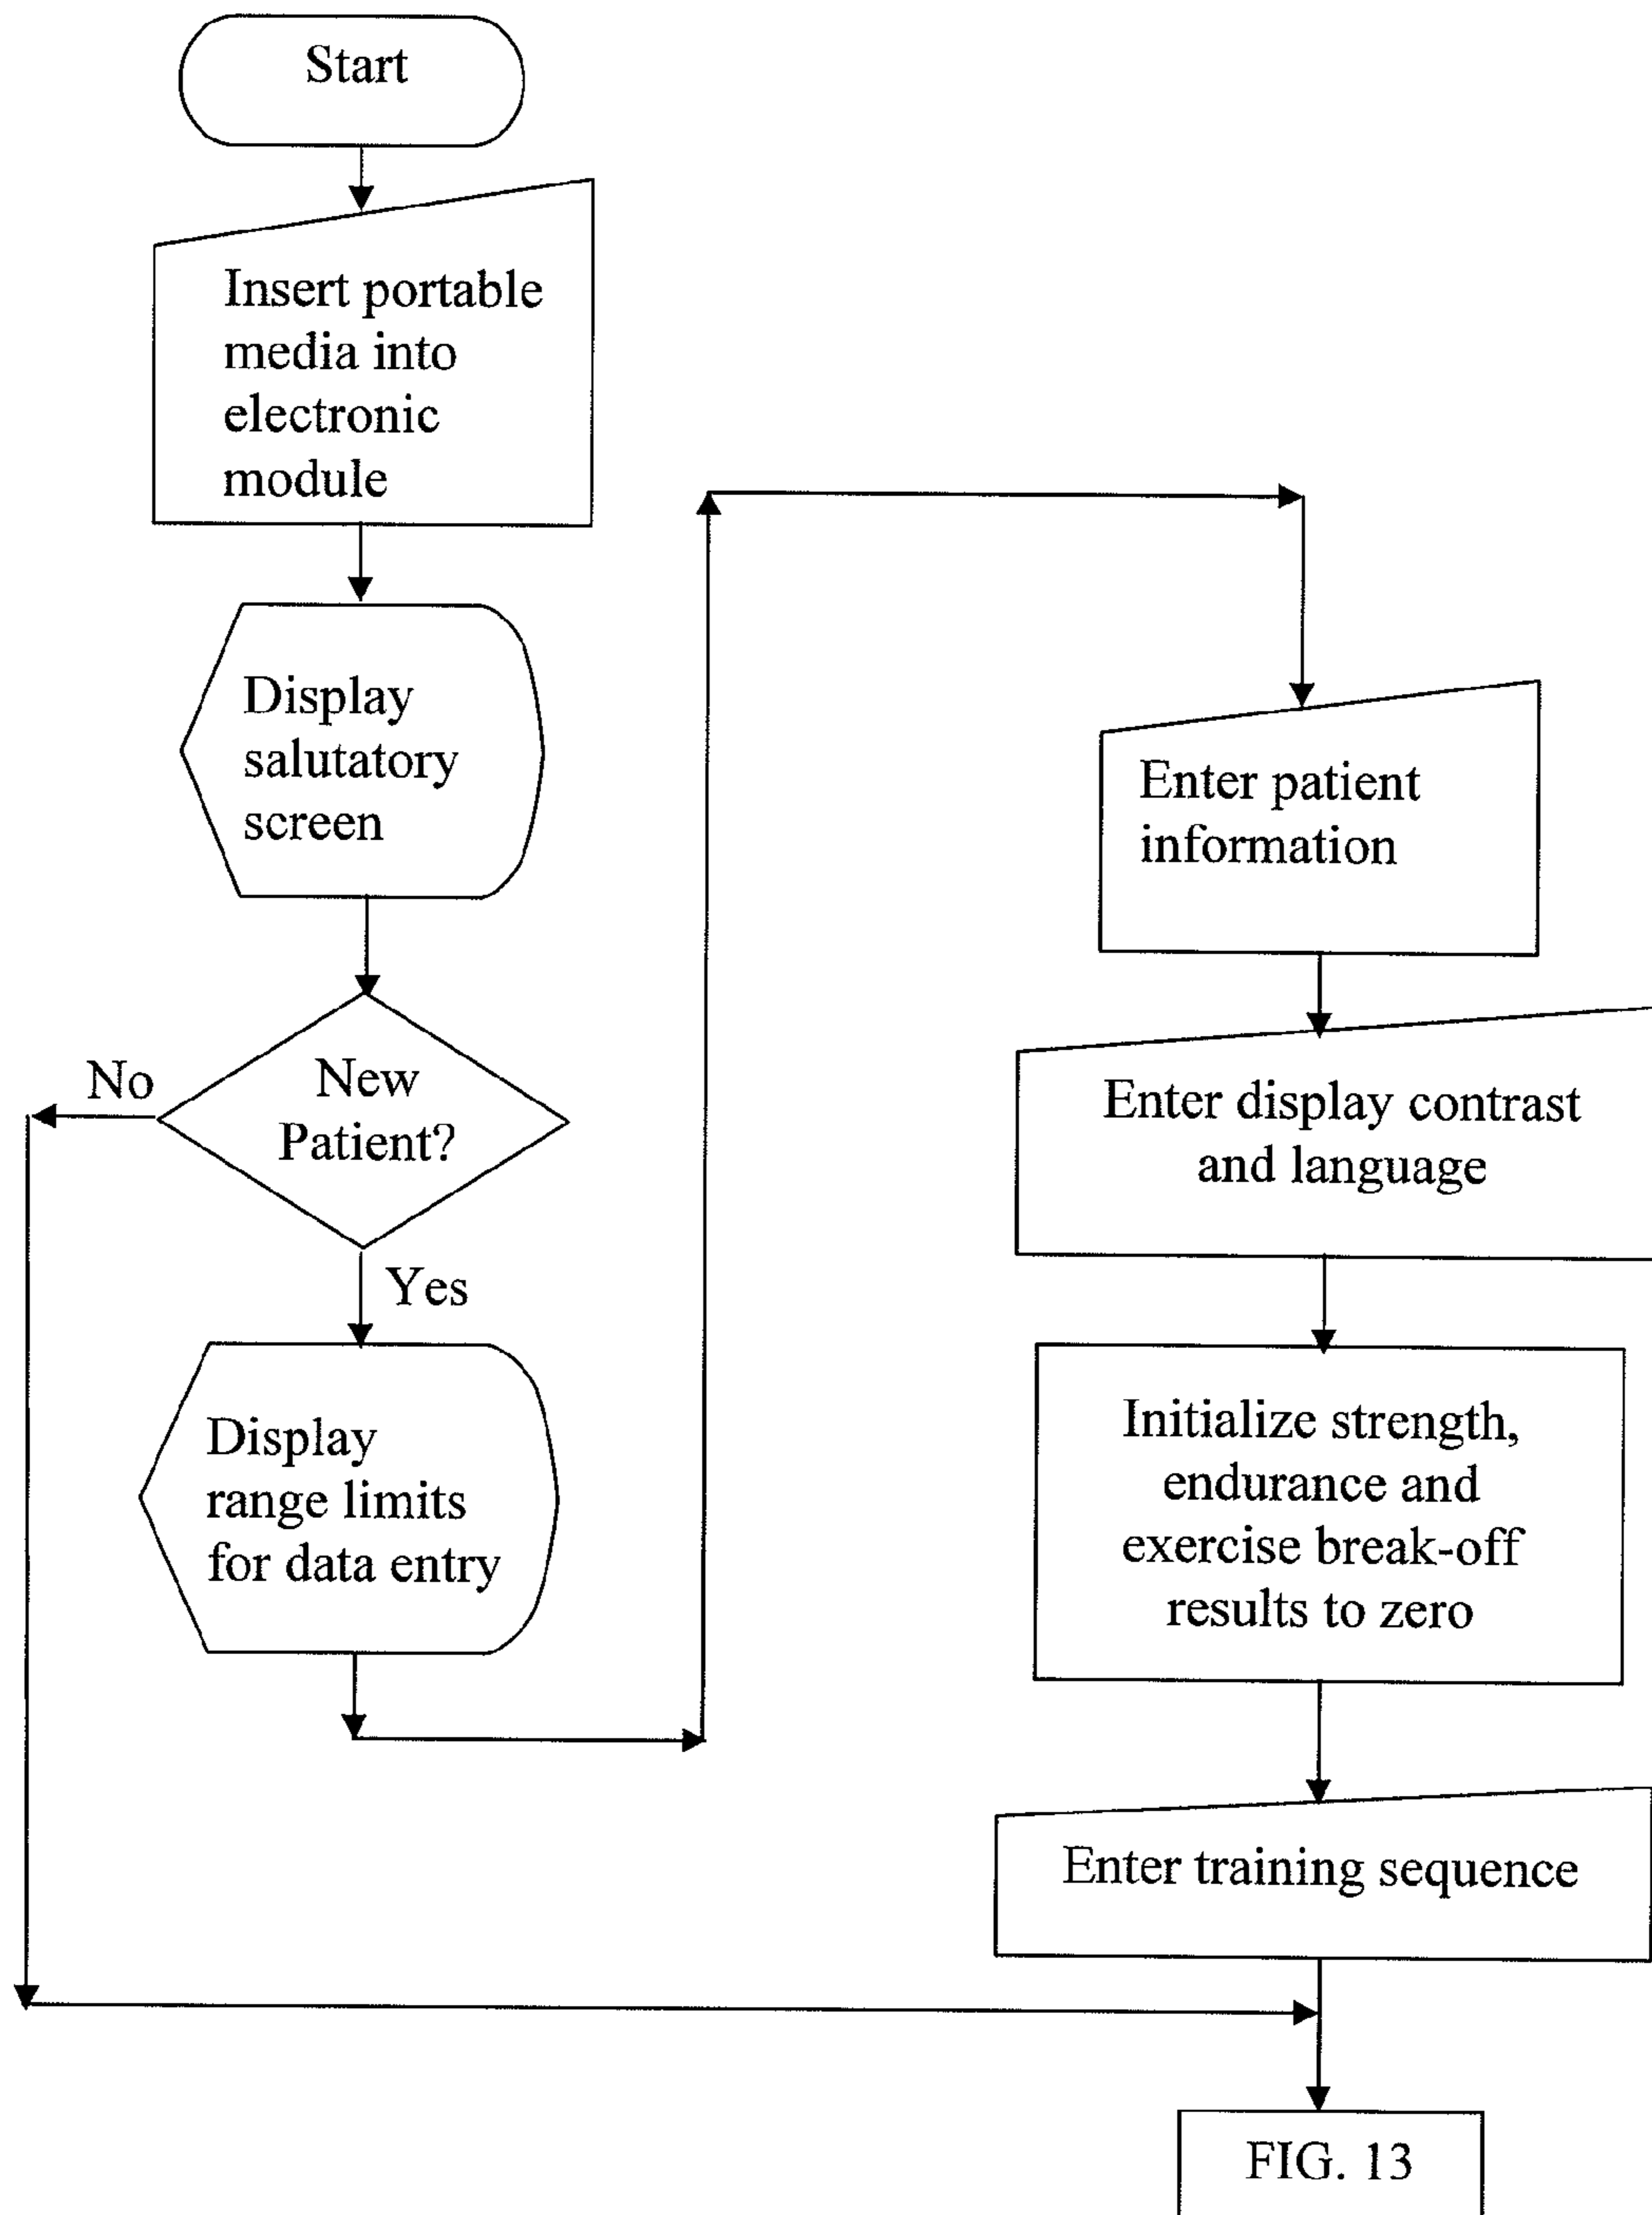 Start
Insert portable
media into
electronic
module
Display
salutatory
screen
New
Patient?
No
Yes
Display
range limits
for data entry
Enter patient
information
Enter display contrast
and language
Initialize strength,
endurance and
exercise break-off
results to zero
Enter training sequence
FIG. 13